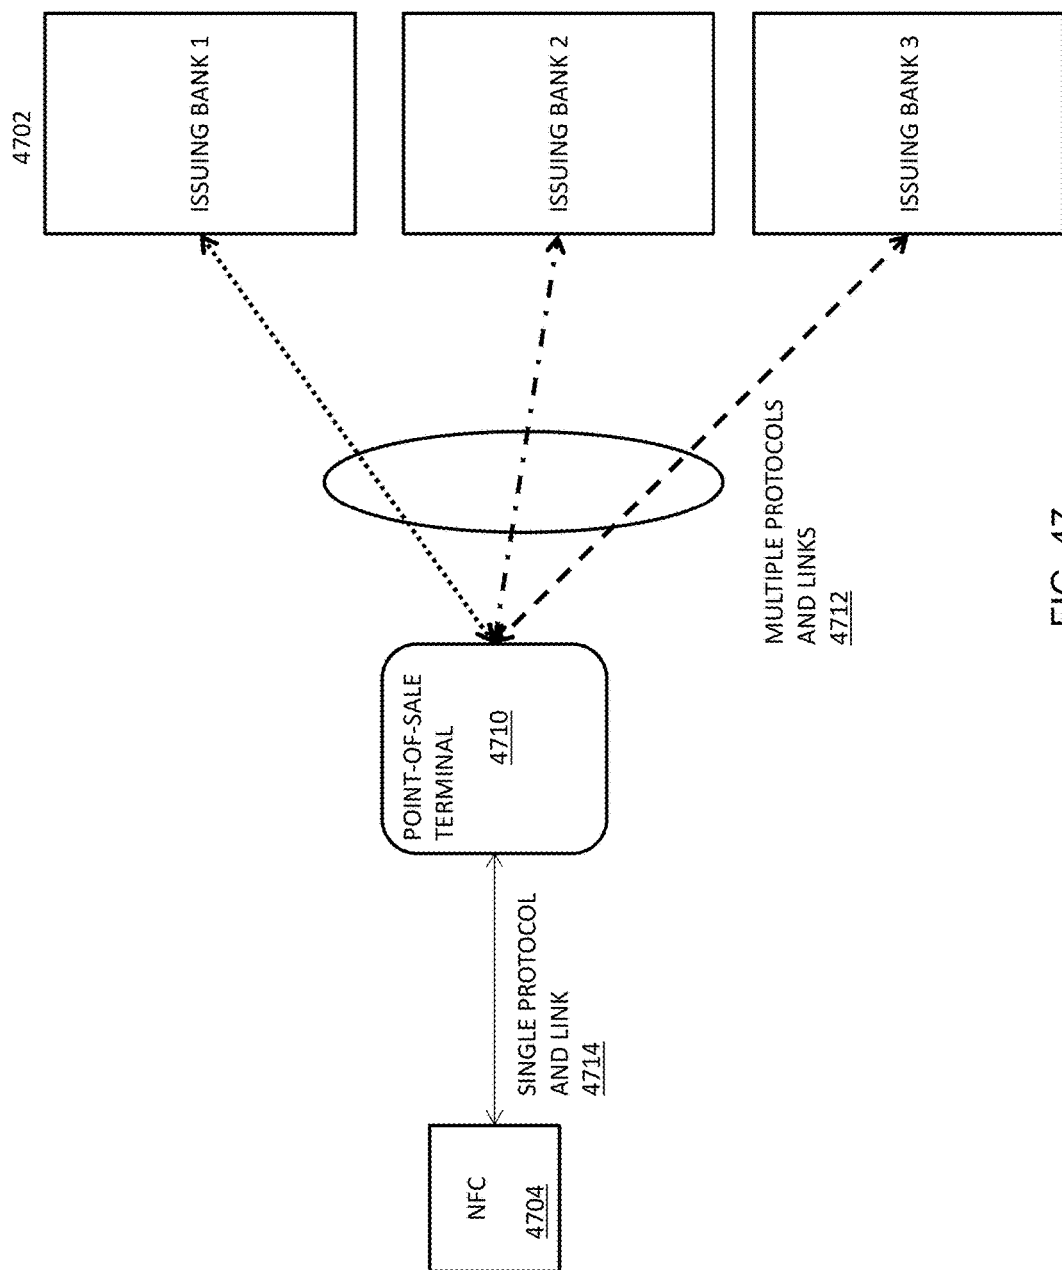 4702
ISSUING BANK 1
POINT-OF-SALE
TERMINAL
4710
NFC
4704
SINGLE PROTOCOL
AND LINK
4714
ISSUING BANK 2
MULTIPLE PROTOCOLS
AND LINKS
4712
ISSUING BANK 3
FIG. 47